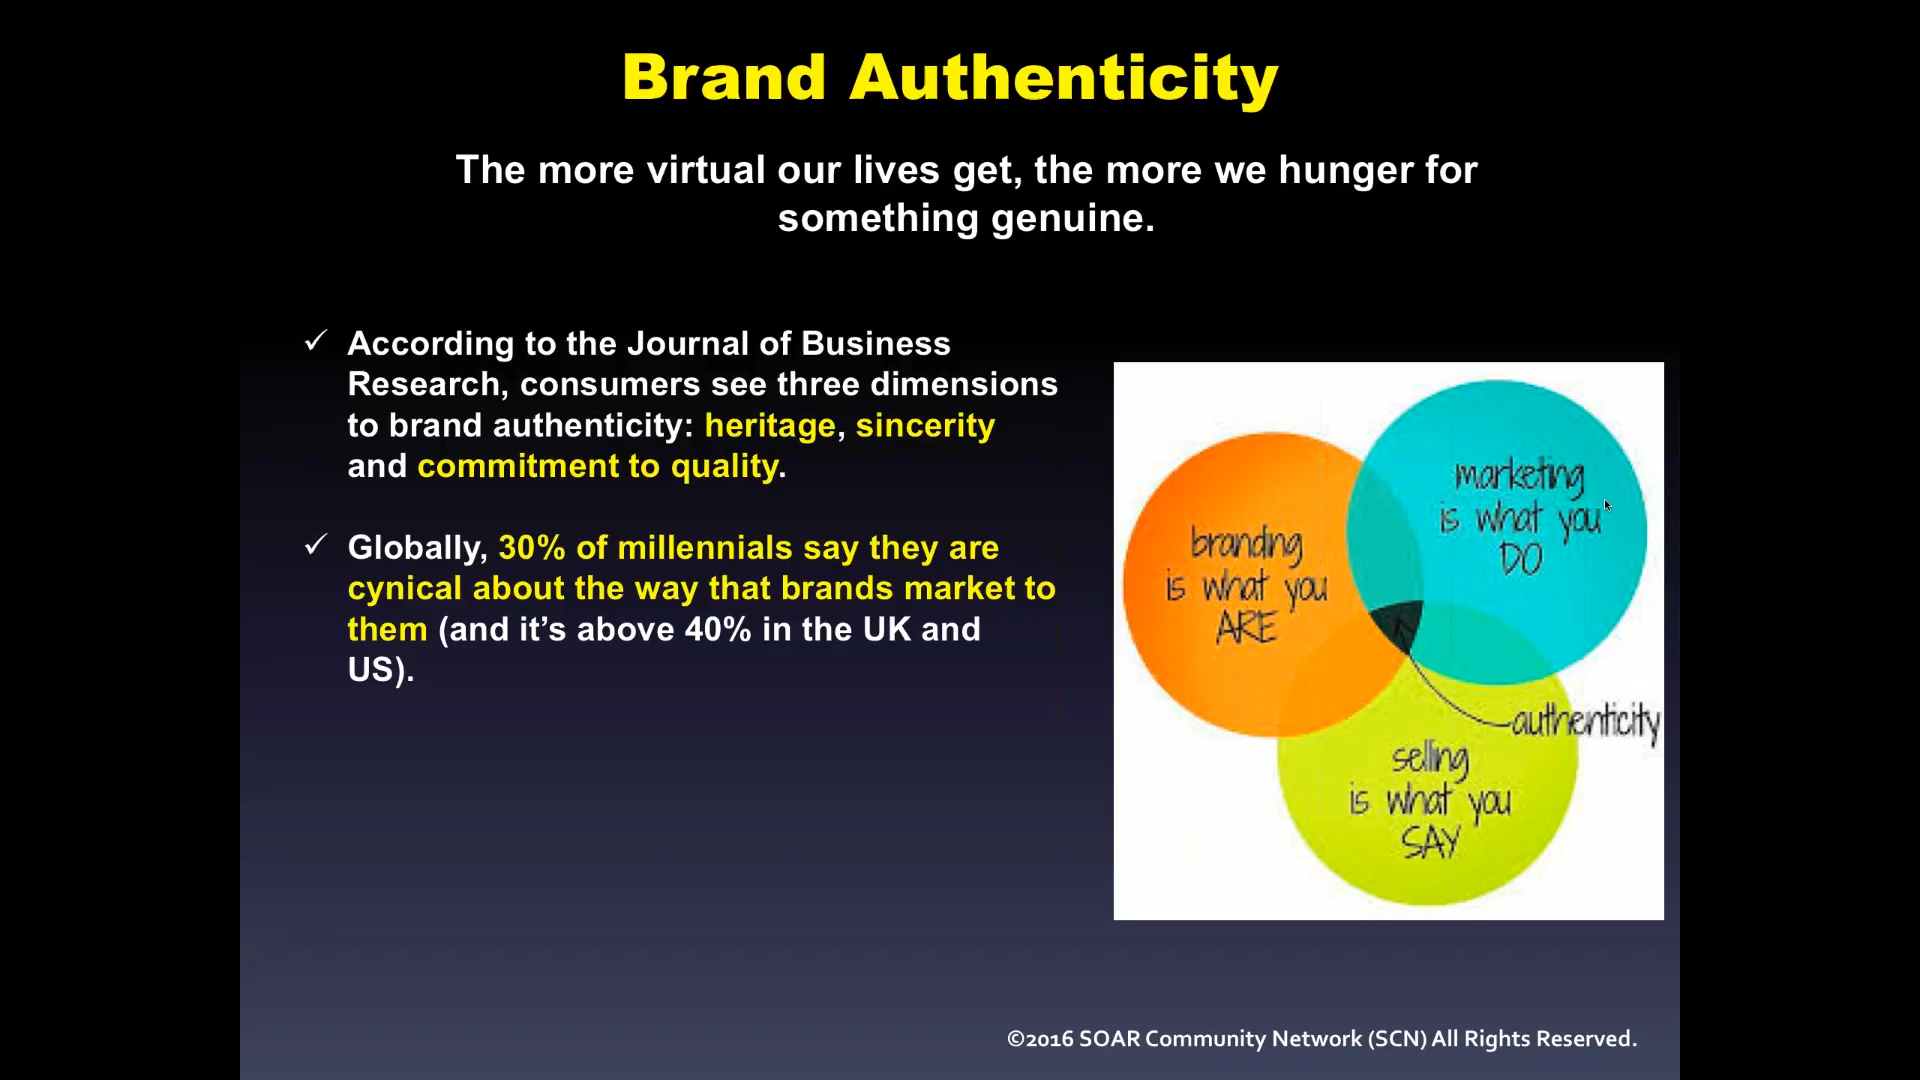 Brand Authenticity
The more virtual our lives get, the more we hunger for
something genuine.
✓ According to the Journal of Business
Research, consumers see three dimensions
to brand authenticity: heritage, sincerity
and commitment to quality.
✓ Globally, 30% of millennials say they are
cynical about the way that brands market to
them (and it’s above 40% in the UK and
US).
branding
is what you
ARE
marketing
is what you
DO
authenticity
selling
is what you
SAY
©2016 SOAR Community Network (SCN) All Rights Reserved.